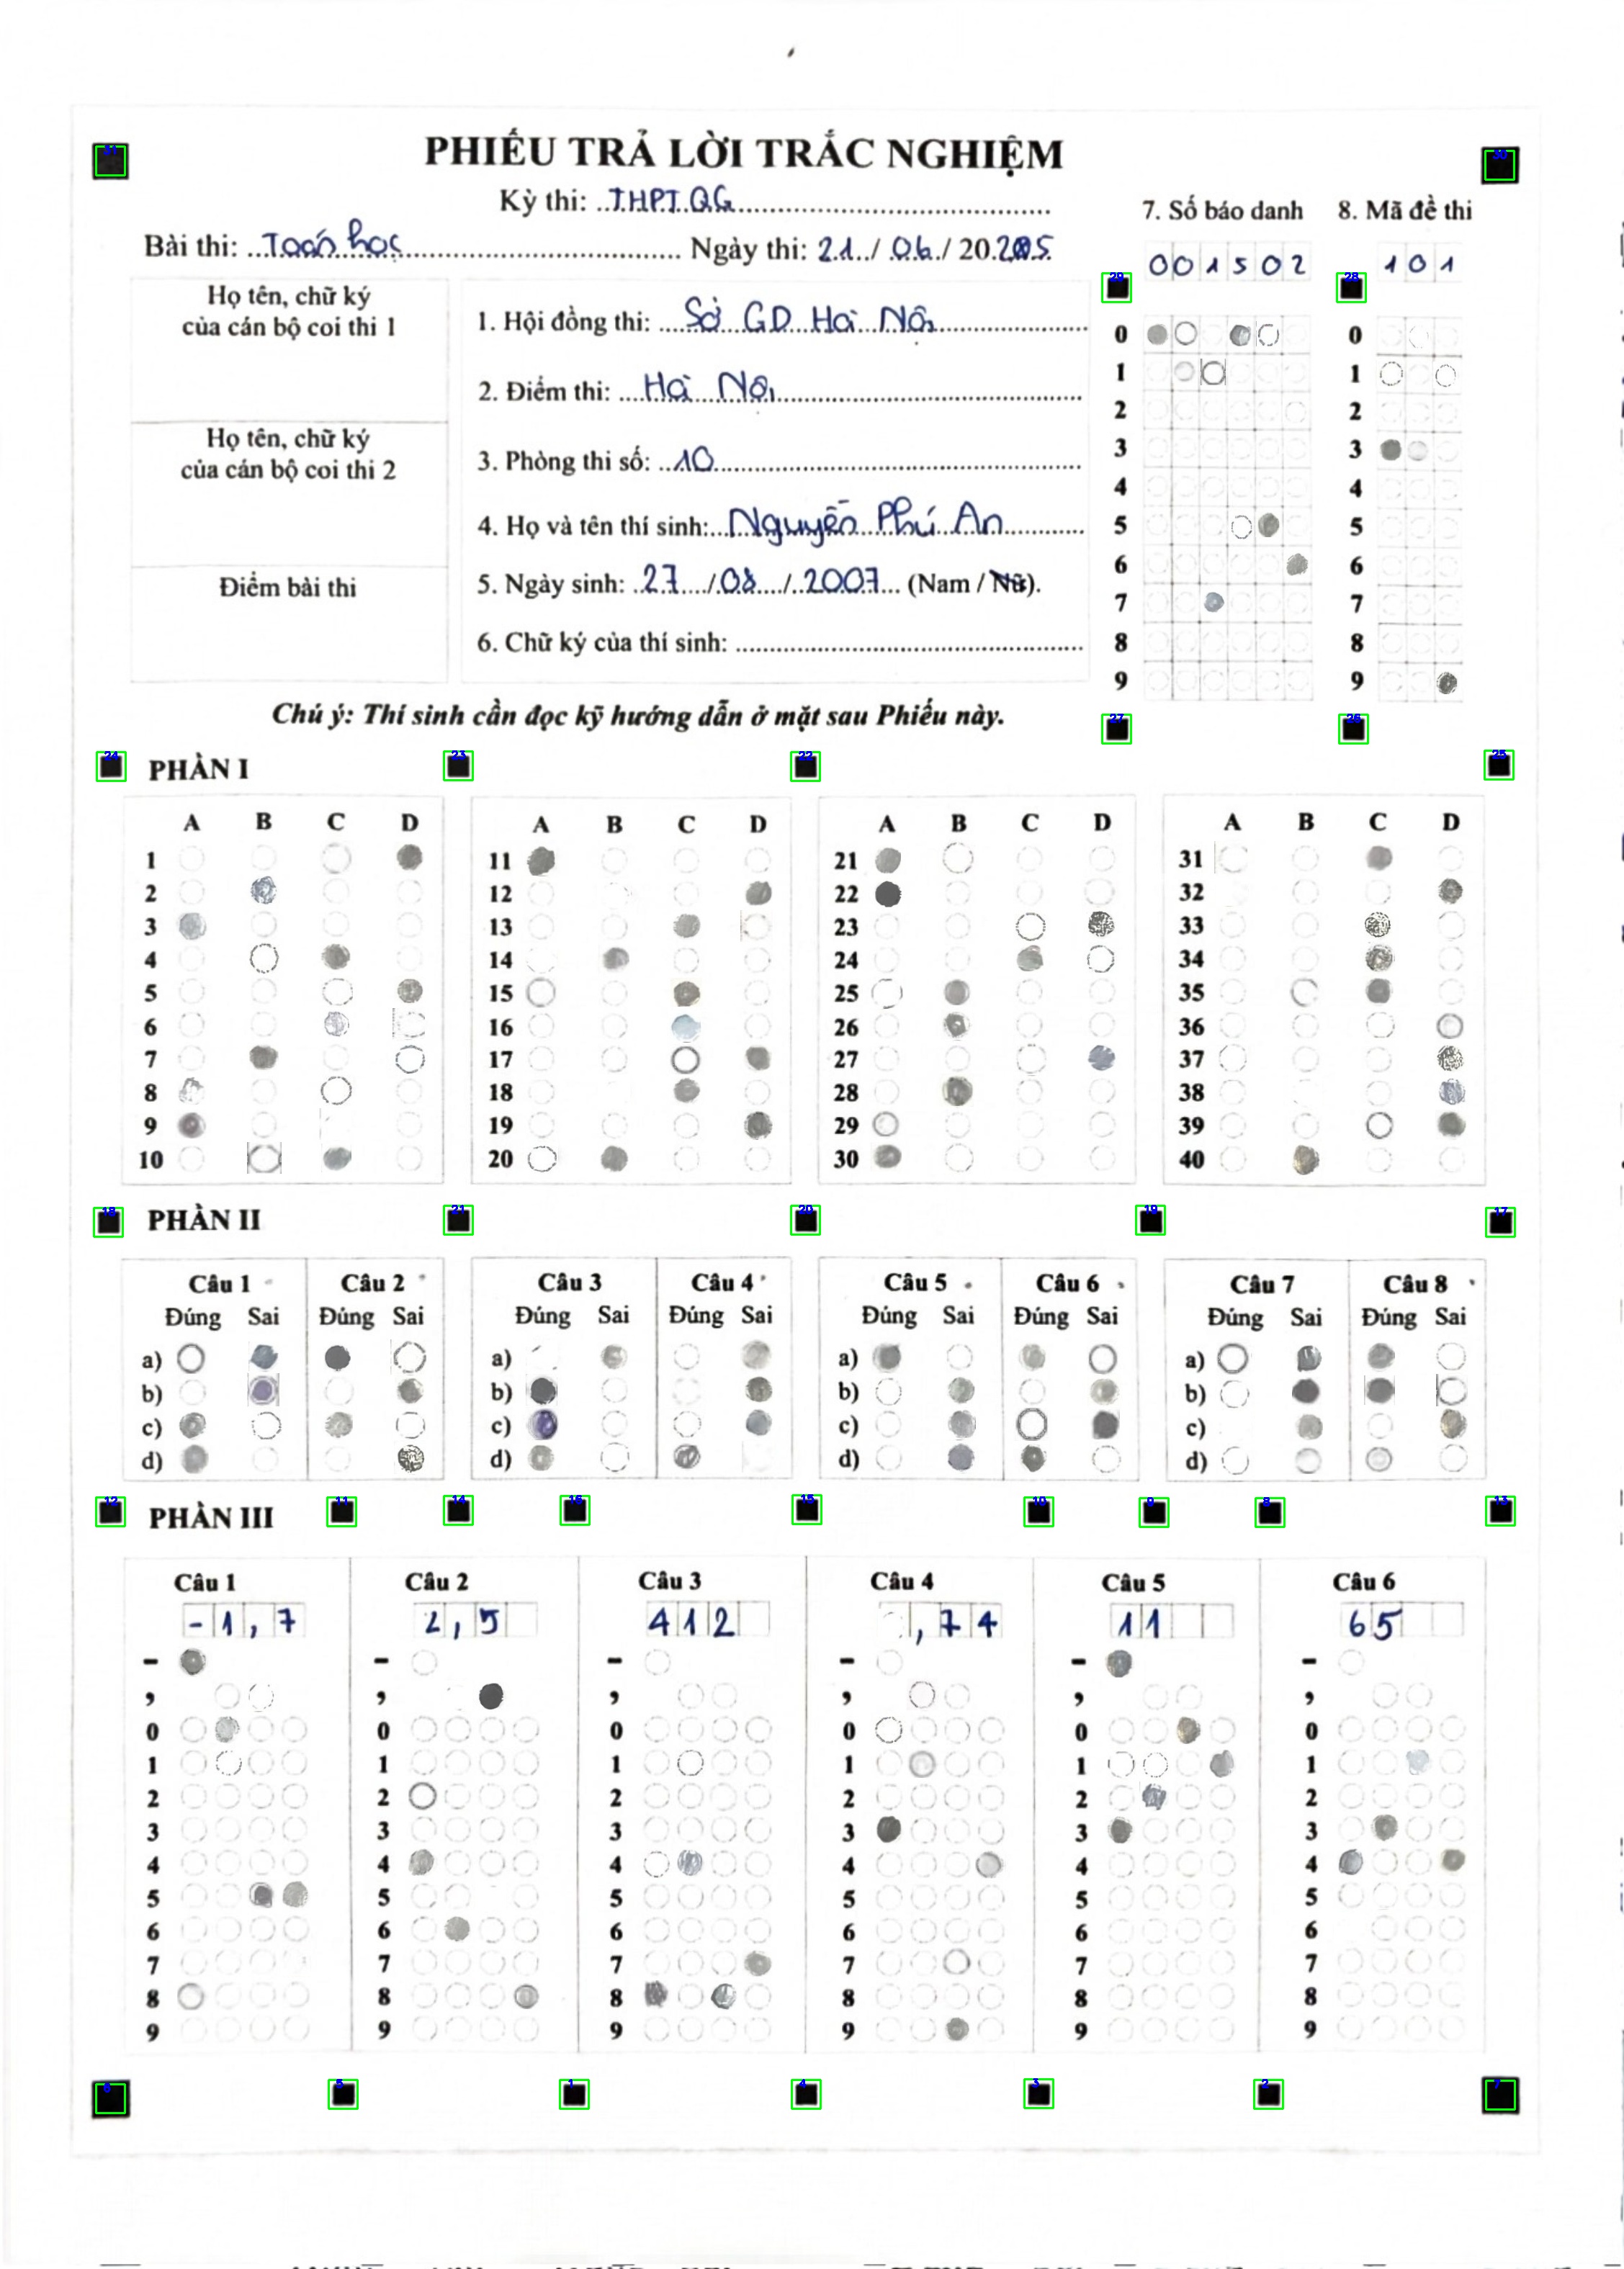 PHIẾU TRẢ LỜI TRẮC NGHIỆM
Kỳ thi: THPT.QG
Bài thi: Toán học Ngày thi: 21 / 06 / 20
7. Số báo danh 8. Mã đề thi
0 0 1 5 0 2 1 0 1
Họ tên, chữ ký
của cán bộ coi thi 1
Họ tên, chữ ký
của cán bộ coi thi 2
Điểm bài thi
1. Hội đồng thi: Sở GD Hà Nội
2. Điểm thi: Hà Nội
3. Phòng thi số: 10
4. Họ và tên thí sinh: Nguyễn Phú An
5. Ngày sinh: 27 / 08 / 2007 (Nam / Nữ).
6. Chữ ký của thí sinh:
0 0
1 1
2 2
3 3
4 4
5 5
6 6
7 7
8 8
9 9
Chú ý: Thí sinh cần đọc kỹ hướng dẫn ở mặt sau Phiếu này.
PHẦN I
A B C D A B C D A B C D A B C D
1 11 21 31
2 12 22 32
3 13 23 33
4 14 24 34
5 15 25 35
6 16 26 36
7 17 27 37
8 18 28 38
9 19 29 39
10 20 30 40
PHẦN II
Câu 1 Câu 2 Câu 3 Câu 4 Câu 5 Câu 6 Câu 7 Câu 8
Đúng Sai Đúng Sai Đúng Sai Đúng Sai Đúng Sai Đúng Sai Đúng Sai Đúng Sai
a) a) a) a)
b) b) b) b)
c) c) c) c)
d) d) d) d)
PHẦN III
Câu 1 Câu 2 Câu 3 Câu 4 Câu 5 Câu 6
-1,7 2,5 412 ,74 11 65
- - - - - -
, , , , , ,
0 0 0 0 0 0
1 1 1 1 1 1
2 2 2 2 2 2
3 3 3 3 3 3
4 4 4 4 4 4
5 5 5 5 5 5
6 6 6 6 6 6
7 7 7 7 7 7
8 8 8 8 8 8
9 9 9 9 9 9